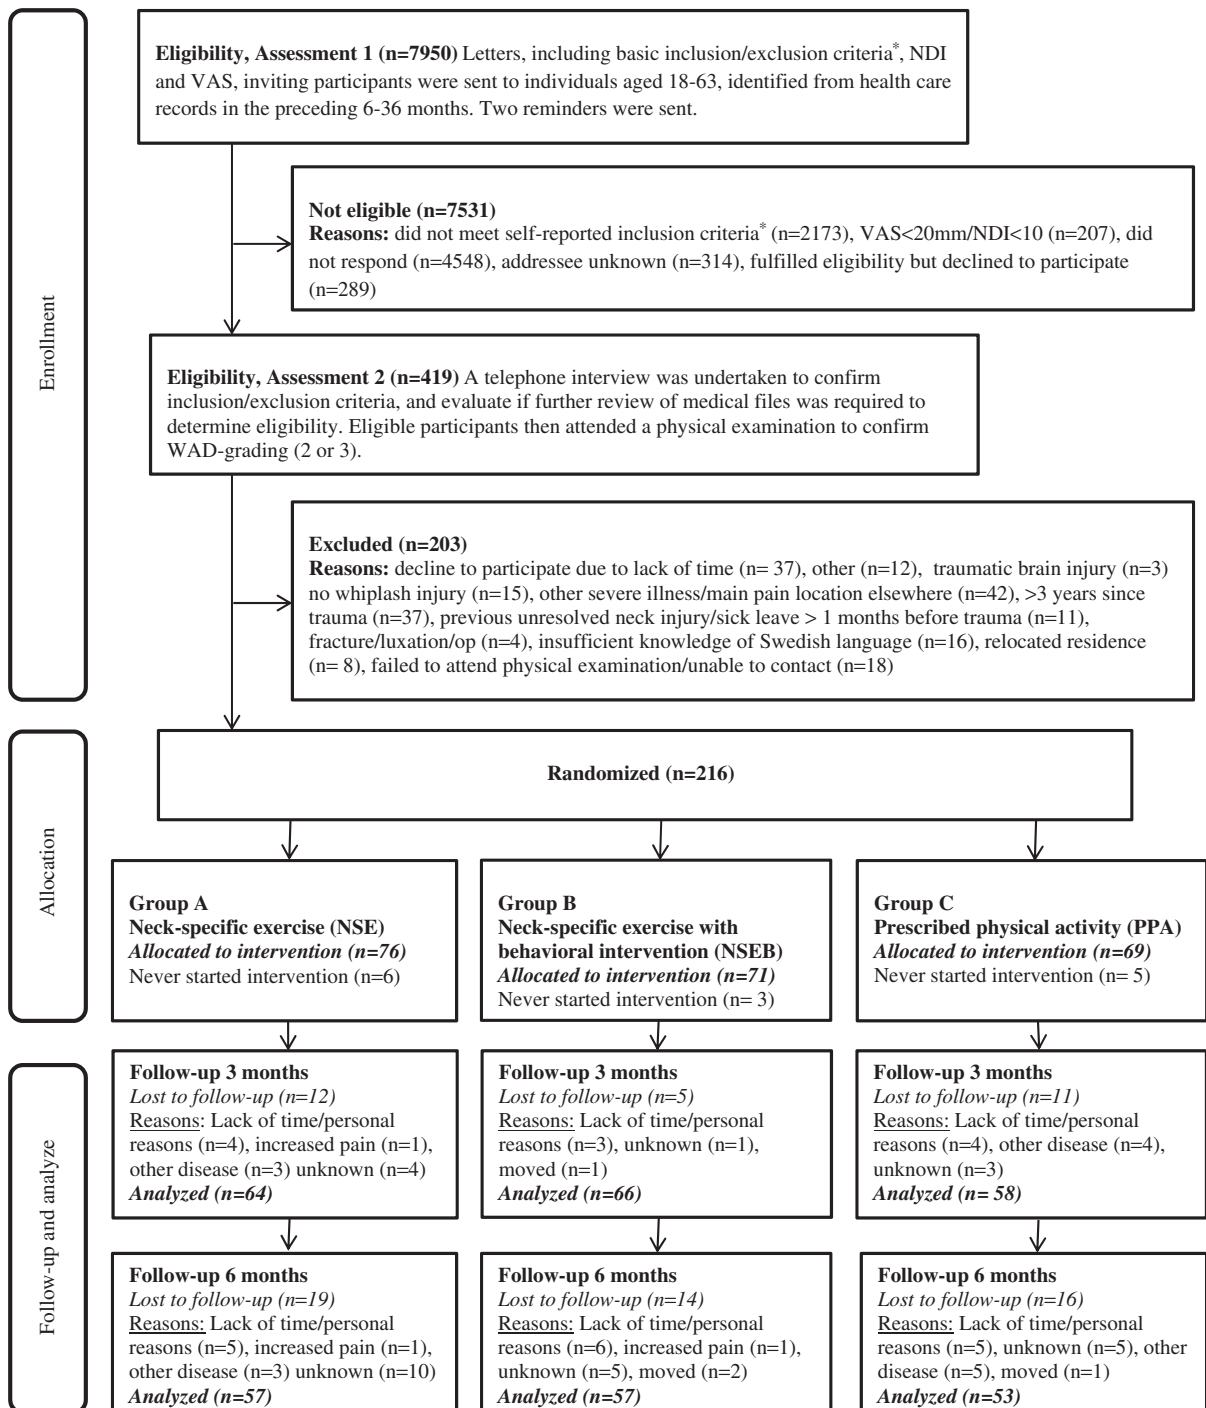 Enrollment
Eligibility, Assessment 1 (n=7950) Letters, including basic inclusion/exclusion criteria*, NDI
and VAS, inviting participants were sent to individuals aged 18-63, identified from health care
records in the preceding 6-36 months. Two reminders were sent.
Not eligible (n=7531)
Reasons: did not meet self-reported inclusion criteria* (n=2173), VAS<20mm/NDI<10 (n=207), did
not respond (n=4548), addressee unknown (n=314), fulfilled eligibility but declined to participate
(n=289)
Eligibility, Assessment 2 (n=419) A telephone interview was undertaken to confirm
inclusion/exclusion criteria, and evaluate if further review of medical files was required to
determine eligibility. Eligible participants then attended a physical examination to confirm
WAD-grading (2 or 3).
Excluded (n=203)
Reasons: decline to participate due to lack of time (n= 37), other (n=12), traumatic brain injury (n=3)
no whiplash injury (n=15), other severe illness/main pain location elsewhere (n=42), >3 years since
trauma (n=37), previous unresolved neck injury/sick leave > 1 months before trauma (n=11),
fracture/luxation/op (n=4), insufficient knowledge of Swedish language (n=16), relocated residence
(n= 8), failed to attend physical examination/unable to contact (n=18)
Allocation
Randomized (n=216)
Group A
Neck-specific exercise (NSE)
Allocated to intervention (n=76)
Never started intervention (n=6)
Group B
Neck-specific exercise with
behavioral intervention (NSEB)
Allocated to intervention (n=71)
Never started intervention (n= 3)
Group C
Prescribed physical activity (PPA)
Allocated to intervention (n=69)
Never started intervention (n= 5)
Follow-up and analyze
Follow-up 3 months
Lost to follow-up (n=12)
Reasons: Lack of time/personal
reasons (n=4), increased pain (n=1),
other disease (n=3) unknown (n=4)
Analyzed (n=64)
Follow-up 3 months
Lost to follow-up (n=5)
Reasons: Lack of time/personal
reasons (n=3), unknown (n=1),
moved (n=1)
Analyzed (n=66)
Follow-up 3 months
Lost to follow-up (n=11)
Reasons: Lack of time/personal
reasons (n=4), other disease (n=4),
unknown (n=3)
Analyzed (n= 58)
Follow-up 6 months
Lost to follow-up (n=19)
Reasons: Lack of time/personal
reasons (n=5), increased pain (n=1),
other disease (n=3) unknown (n=10)
Analyzed (n=57)
Follow-up 6 months
Lost to follow-up (n=14)
Reasons: Lack of time/personal
reasons (n=6), increased pain (n=1),
unknown (n=5), moved (n=2)
Analyzed (n=57)
Follow-up 6 months
Lost to follow-up (n=16)
Reasons: Lack of time/personal
reasons (n=5), unknown (n=5), other
disease (n=5), moved (n=1)
Analyzed (n=53)